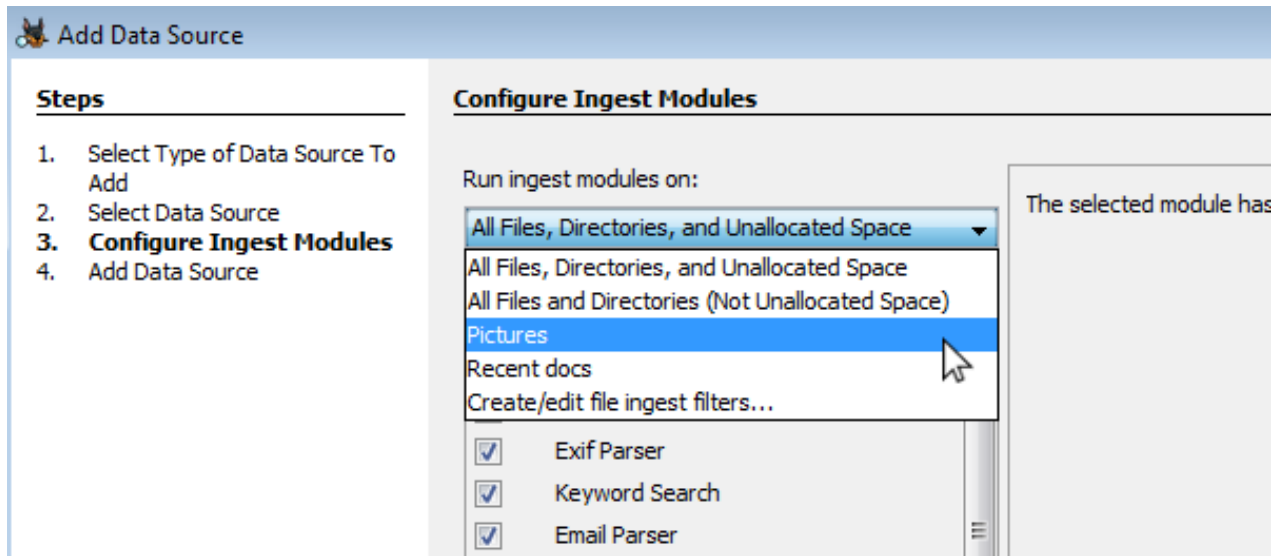 Add Data Source
Steps
1. Select Type of Data Source To
Add
2. Select Data Source
3. Configure Ingest Modules
4. Add Data Source
Configure Ingest Modules
Run ingest modules on:
All Files, Directories, and Unallocated Space
All Files, Directories, and Unallocated Space
All Files and Directories (Not Unallocated Space)
Pictures
Recent docs
Create/edit file ingest filters...
Exif Parser
Keyword Search
Email Parser
The selected module has